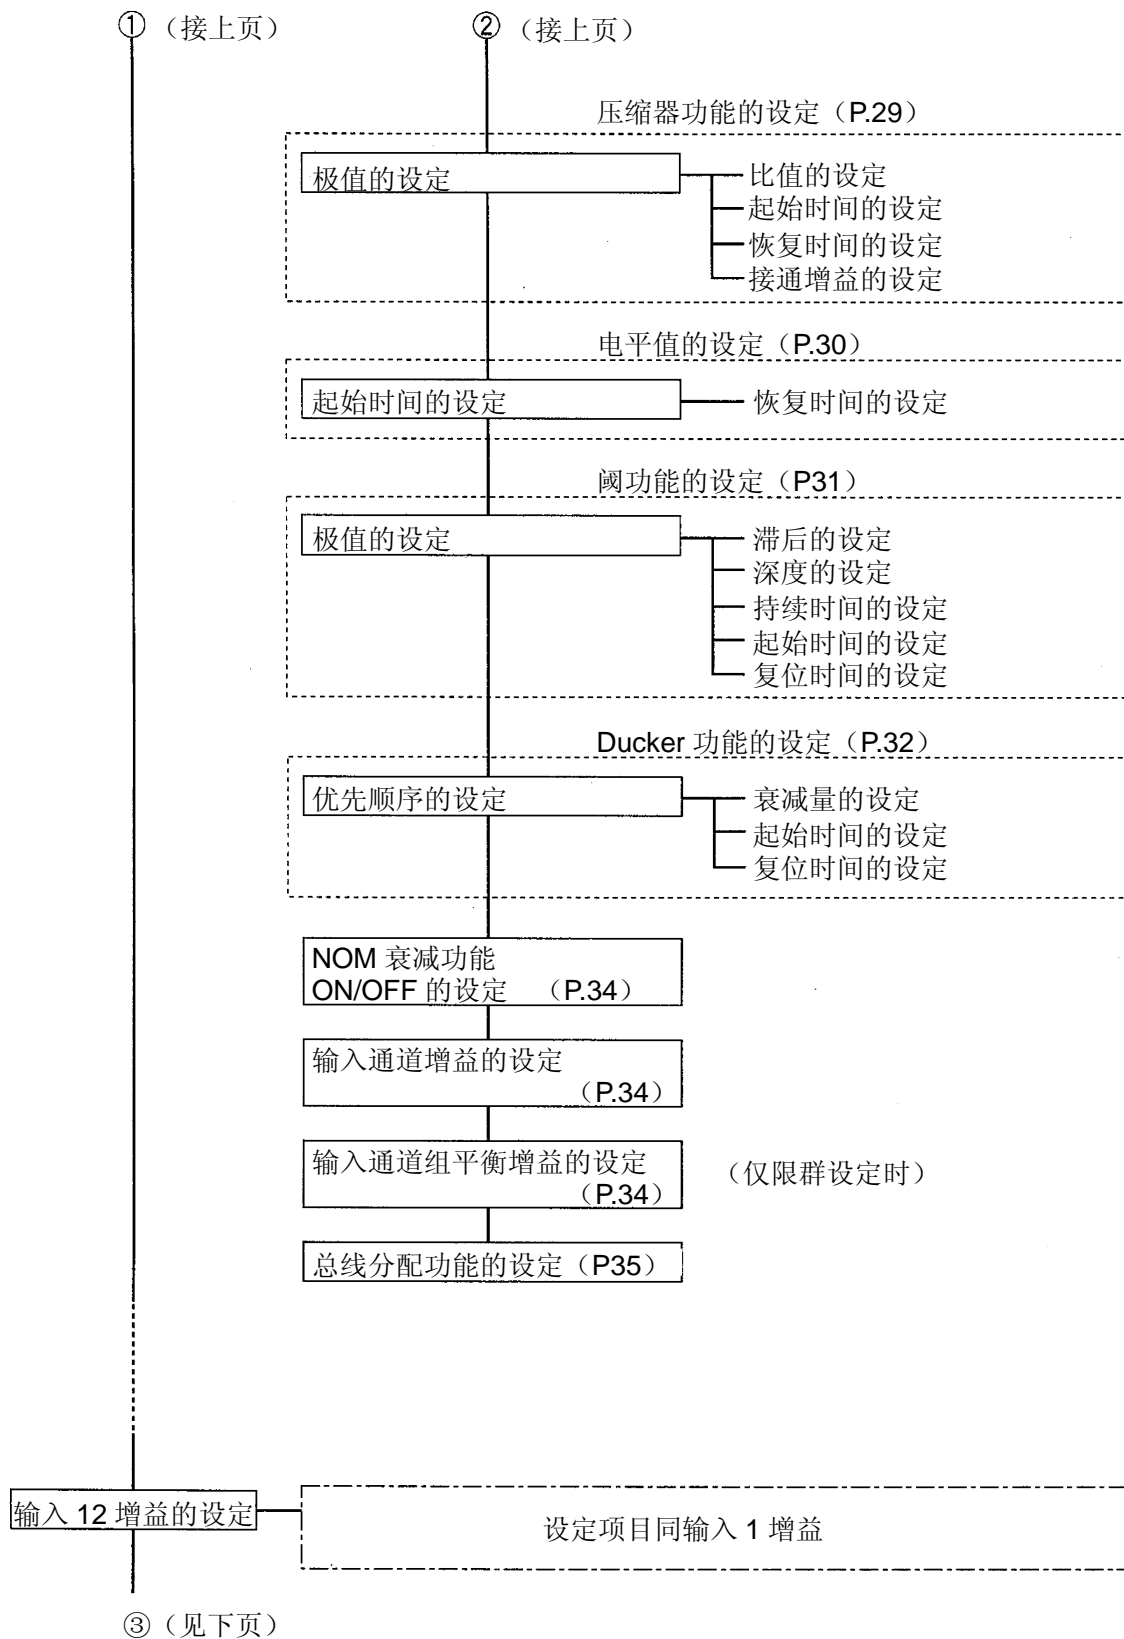 ① （接上页）
② （接上页）
压缩器功能的设定（P.29）
极值的设定
比值的设定
起始时间的设定
恢复时间的设定
接通增益的设定
电平值的设定（P.30）
起始时间的设定
恢复时间的设定
阈功能的设定（P31）
极值的设定
滞后的设定
深度的设定
持续时间的设定
起始时间的设定
复位时间的设定
Ducker 功能的设定（P.32）
优先顺序的设定
衰减量的设定
起始时间的设定
复位时间的设定
NOM 衰减功能
ON/OFF 的设定 （P.34）
输入通道增益的设定
（P.34）
输入通道组平衡增益的设定
（P.34）
（仅限群设定时）
总线分配功能的设定（P35）
输入 12 增益的设定
设定项目同输入 1 增益
③（见下页）